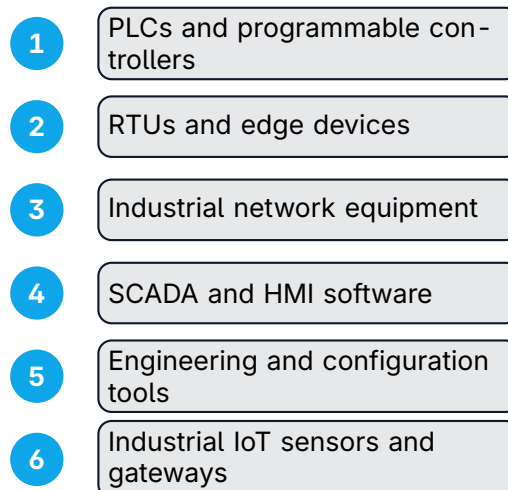 1
PLCs and programmable con-
trollers
2
RTUs and edge devices
3
Industrial network equipment
4
SCADA and HMI software
5
Engineering and configuration
tools
6
Industrial IoT sensors and
gateways